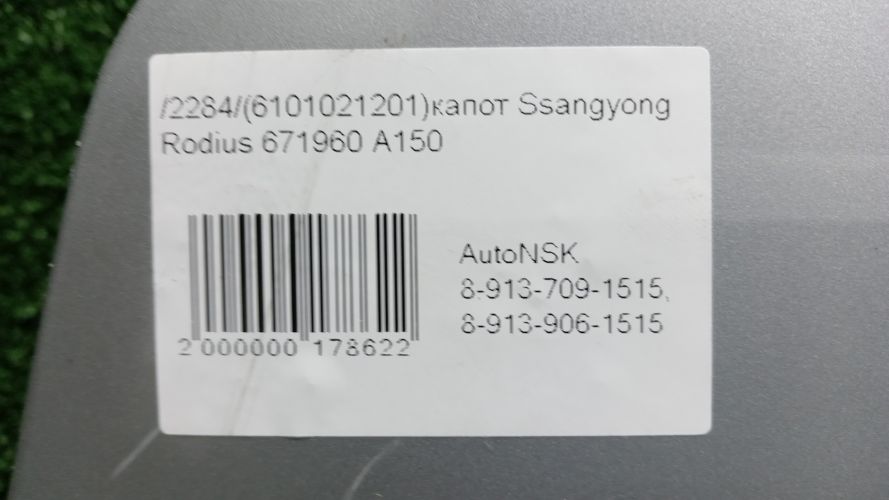 /2284/(6101021201)капот Ssangyong
Rodius 671960 A150
AutoNSK
8-913-709-1515,
8-913-906-1515
2 000000 178622